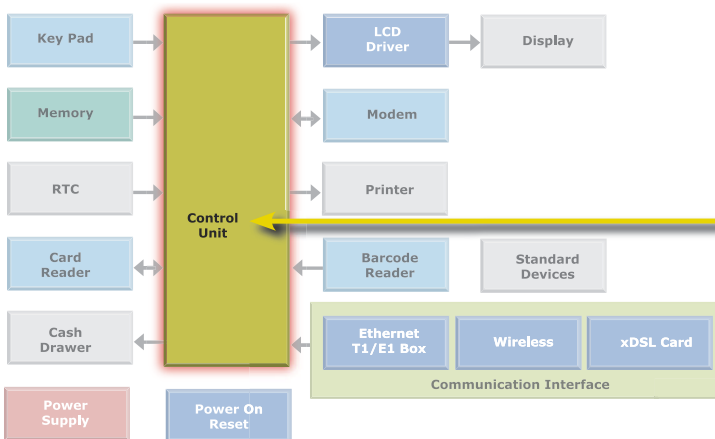 Key Pad
LCD
Driver
Display
Memory
Modem
RTC
Printer
Control
Unit
Card
Reader
Barcode
Reader
Standard
Devices
Cash
Drawer
Ethernet
T1/E1 Box
Wireless
xDSL Card
Communication Interface
Power
Supply
Power On
Reset